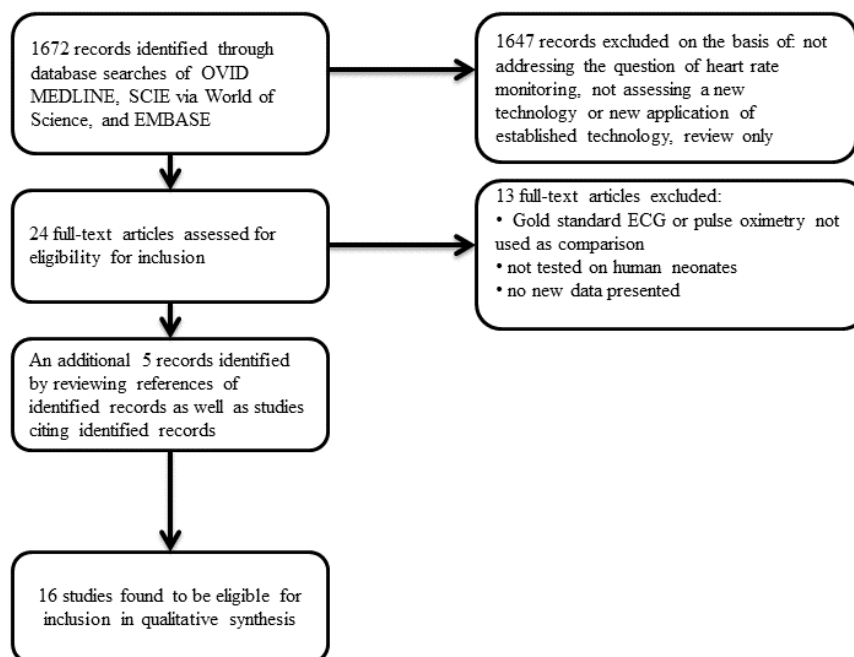 1672 records identified through
database searches of OVID
MEDLINE, SCIE via World of
Science, and EMBASE
1647 records excluded on the basis of: not
addressing the question of heart rate
monitoring, not assessing a new
technology or new application of
established technology, review only
24 full-text articles assessed for
eligibility for inclusion
13 full-text articles excluded:
• Gold standard ECG or pulse oximetry not
used as comparison
• not tested on human neonates
• no new data presented
An additional 5 records identified
by reviewing references of
identified records as well as studies
citing identified records
16 studies found to be eligible for
inclusion in qualitative synthesis